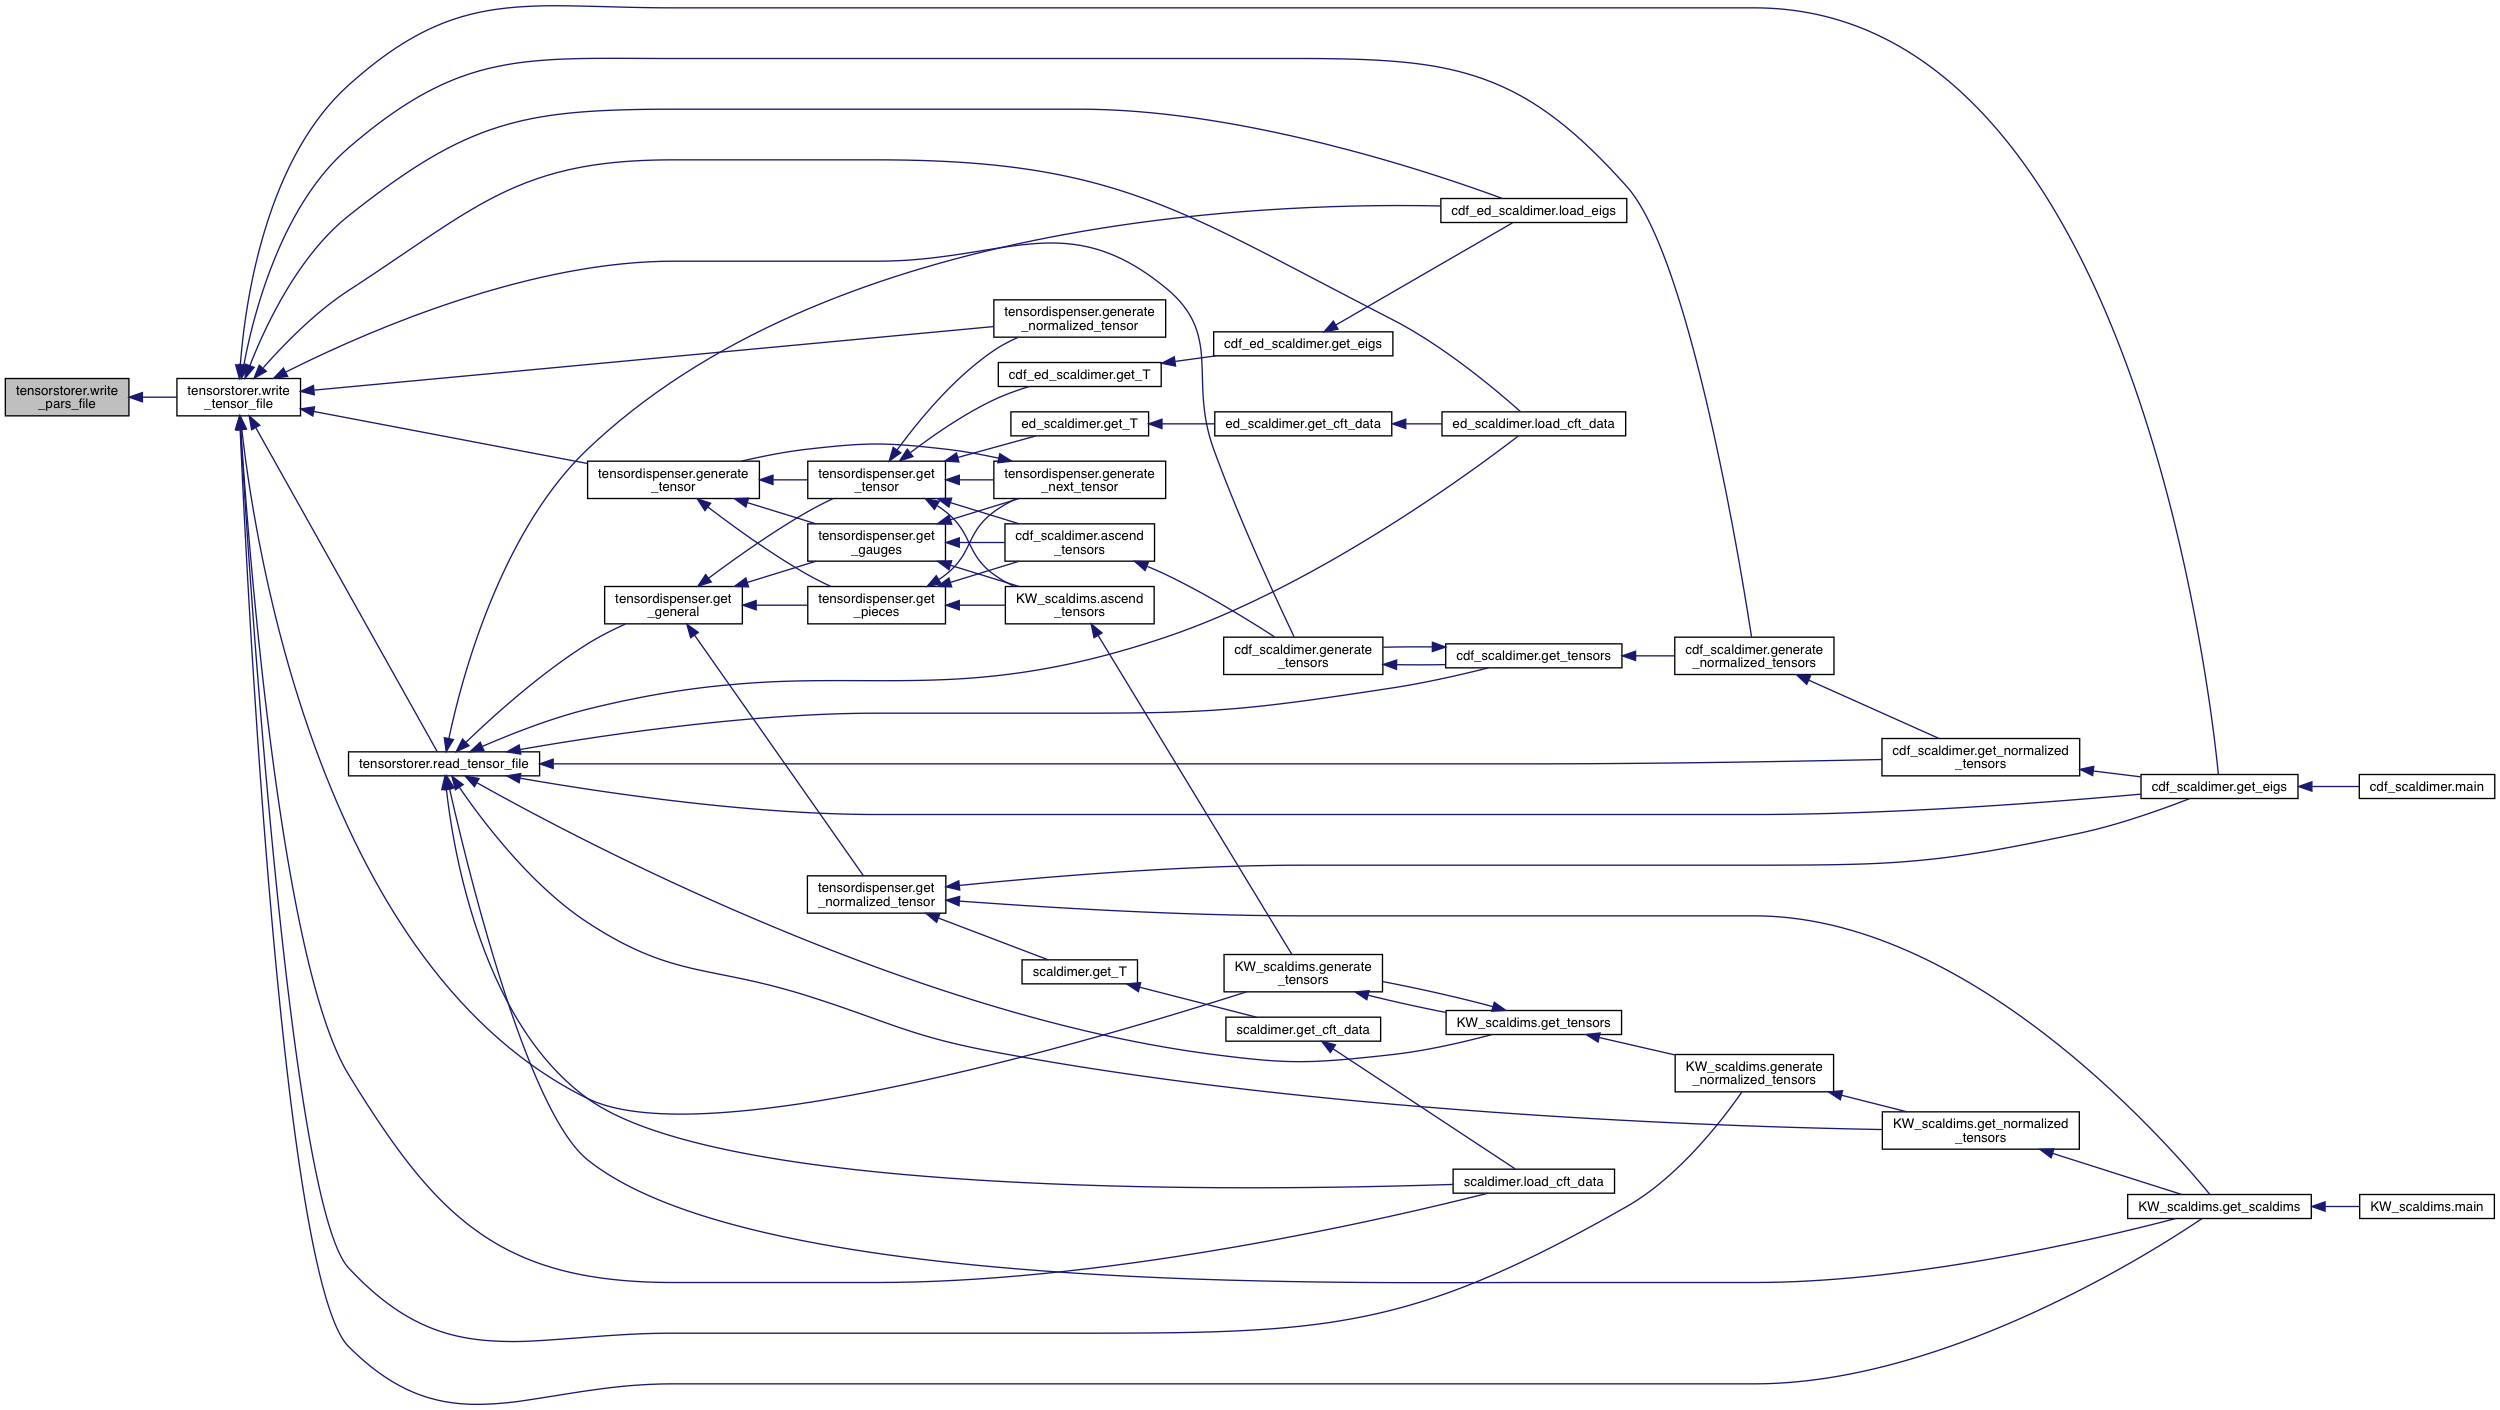 tensorstorer.write
_pars_file
tensorstorer.write
_tensor_file
tensorstorer.read_tensor_file
tensordispenser.generate
_tensor
tensordispenser.get
_general
tensordispenser.get
_tensor
tensordispenser.get
_gauges
tensordispenser.get
_pieces
tensordispenser.get
_normalized_tensor
tensordispenser.generate
_normalized_tensor
cdf_ed_scaldimer.get_T
ed_scaldimer.get_T
tensordispenser.generate
_next_tensor
cdf_scaldimer.ascend
_tensors
KW_scaldims.ascend
_tensors
scaldimer.get_T
cdf_ed_scaldimer.get_eigs
ed_scaldimer.get_cft_data
cdf_scaldimer.generate
_tensors
KW_scaldims.generate
_tensors
scaldimer.get_cft_data
cdf_ed_scaldimer.load_eigs
ed_scaldimer.load_cft_data
cdf_scaldimer.get_tensors
KW_scaldims.get_tensors
scaldimer.load_cft_data
cdf_scaldimer.generate
_normalized_tensors
KW_scaldims.generate
_normalized_tensors
cdf_scaldimer.get_normalized
_tensors
KW_scaldims.get_normalized
_tensors
cdf_scaldimer.get_eigs
KW_scaldims.get_scaldims
cdf_scaldimer.main
KW_scaldims.main